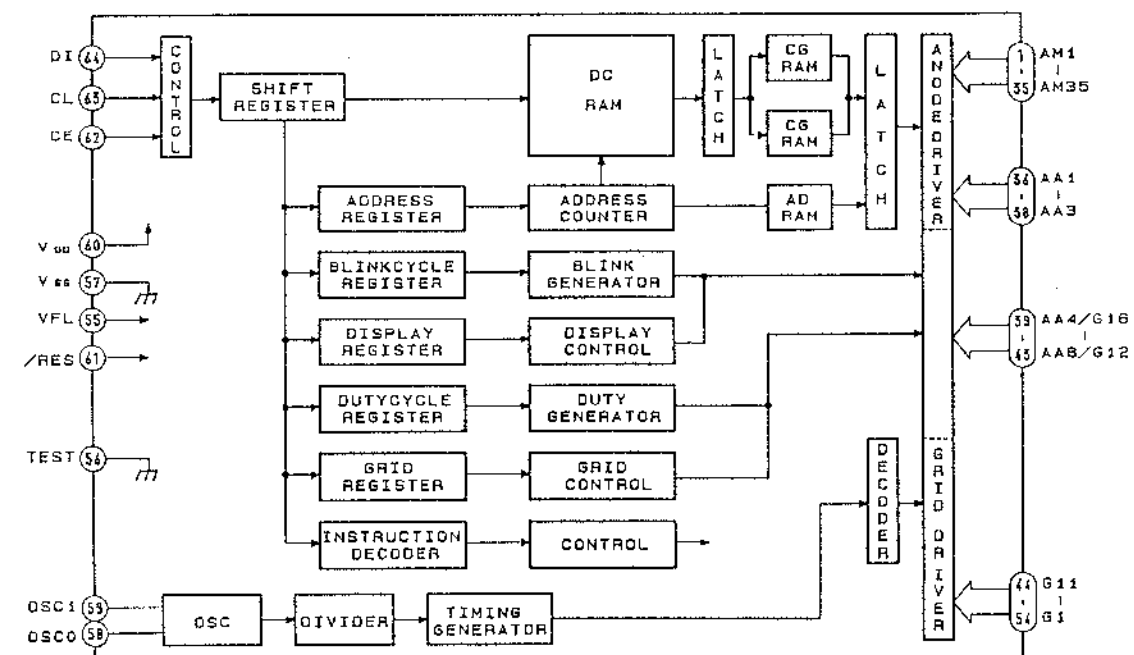 DI 64
CL 63
CE 62
CONTROL
SHIFT
REGISTER
DC
RAM
LATCH
CG
RAM
CG
RAM
LATCH
ANODE DRIVER
1
35
AM1
AM35
ADDRESS
REGISTER
ADDRESS
COUNTER
AD
RAM
36
38
AA1
AA3
VDD 60
57
VFL 55
/RES 61
BLINKCYCLE
REGISTER
BLINK
GENERATOR
DISPLAY
REGISTER
DISPLAY
CONTROL
39
43
AA4/G16
AA8/G12
DUTYCYCLE
REGISTER
DUTY
GENERATOR
TEST 56
GRID
REGISTER
GRID
CONTROL
DECODER
GRID DRIVER
INSTRUCTION
DECODER
CONTROL
OSC1 59
OSC0 58
OSC
DIVIDER
TIMING
GENERATOR
44
54
G11
G1